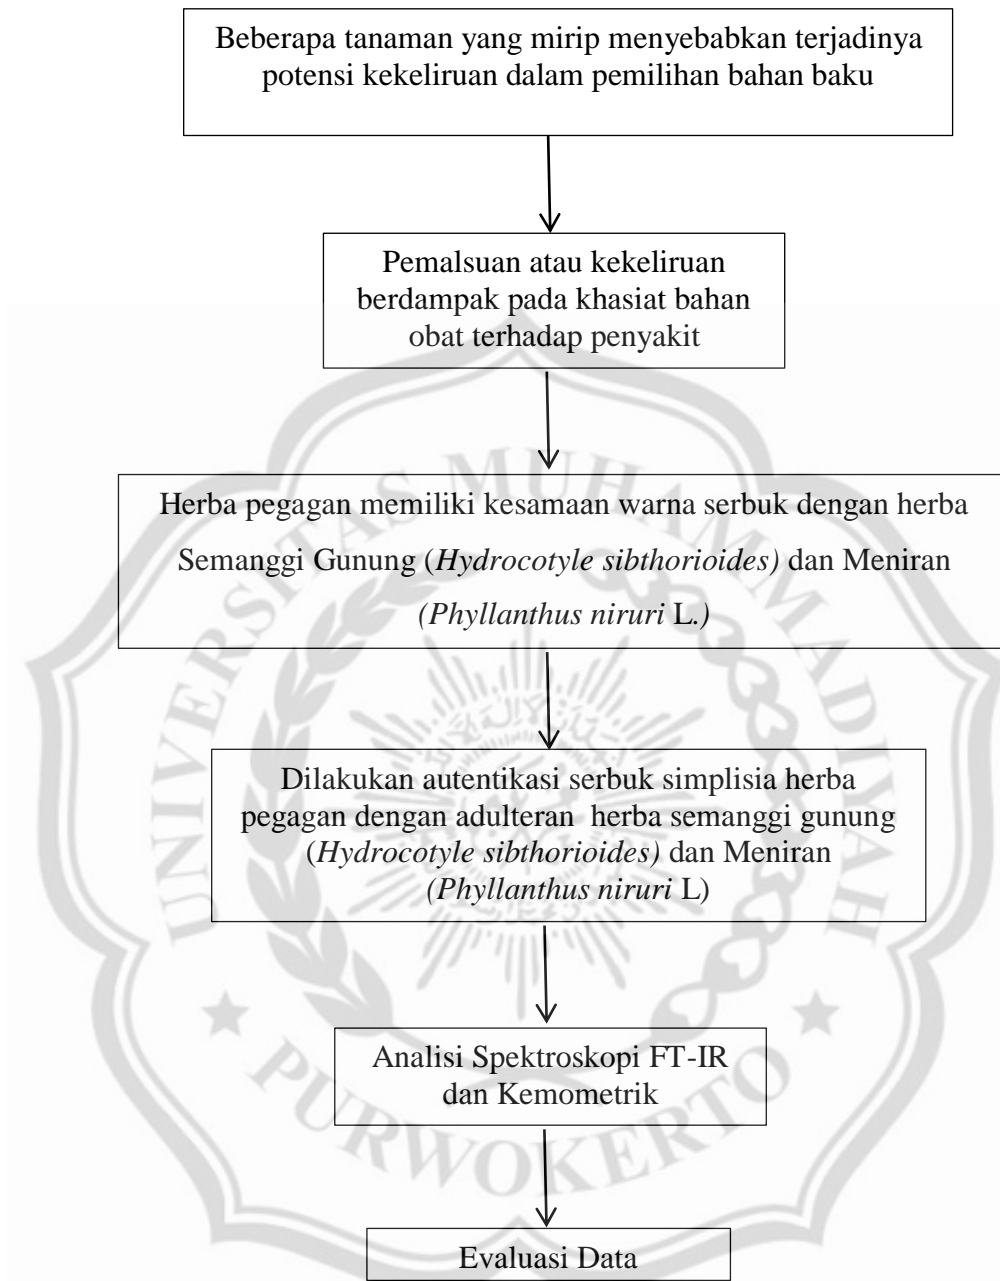 Beberapa tanaman yang mirip menyebabkan terjadinya
potensi kekeliruan dalam pemilihan bahan baku
Pemalsuan atau kekeliruan
berdampak pada khasiat bahan
obat terhadap penyakit
Herba pegagan memiliki kesamaan warna serbuk dengan herba
Semanggi Gunung (Hydrocotyle sibthorioides) dan Meniran
(Phyllanthus niruri L.)
Dilakukan autentikasi serbuk simplisia herba
pegagan dengan adulteran herba semanggi gunung
(Hydrocotyle sibthorioides) dan Meniran
(Phyllanthus niruri L)
Analisi Spektroskopi FT-IR
dan Kemometrik
Evaluasi Data
UNIVERSITAS MUHAMMADIYAH
PURWOKERTO